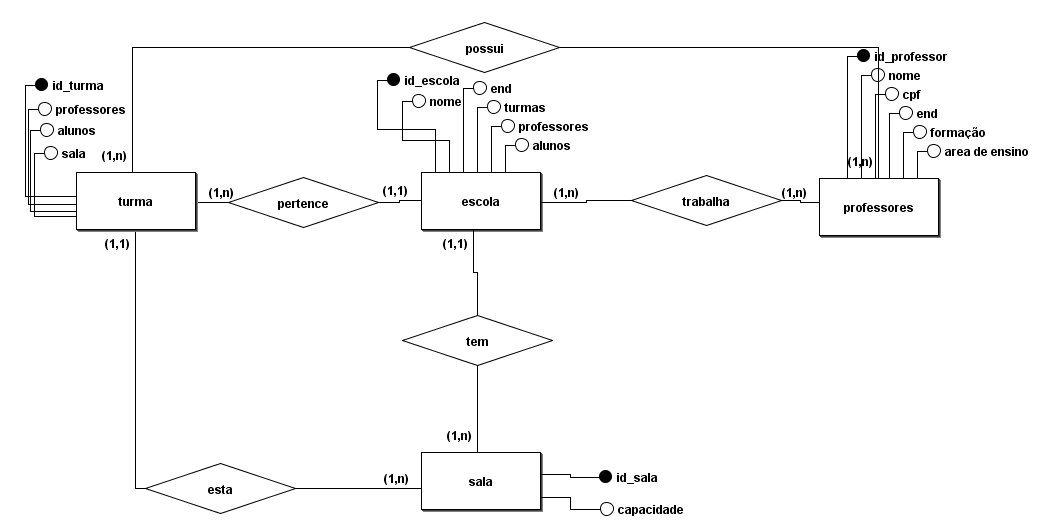 possui
id_turma
professores
alunos
sala
(1,n)
turma
(1,1)
(1,n)
pertence
(1,1)
id_escola
nome
end
turmas
professores
alunos
escola
(1,1)
(1,n)
trabalha
(1,n)
id_professor
nome
cpf
end
formação
area de ensino
(1,n)
professores
tem
(1,n)
esta
(1,n)
sala
id_sala
capacidade